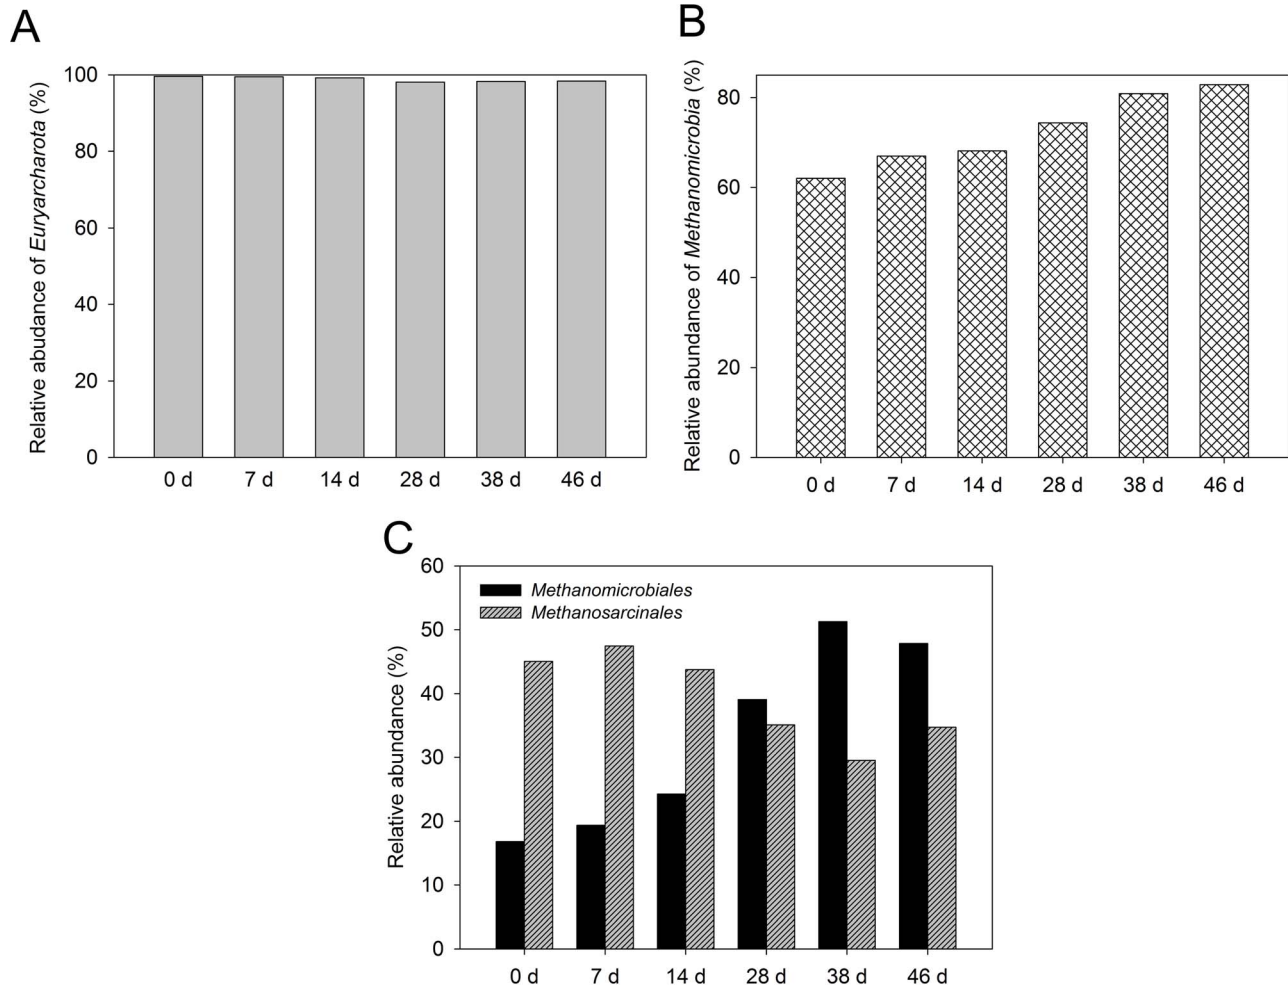 A
Relative abudance of Euryarcharota (%)
100
80
60
40
20
0
0 d 7 d 14 d 28 d 38 d 46 d
B
Relative abundance of Methanomicrobia (%)
80
60
40
20
0
0 d 7 d 14 d 28 d 38 d 46 d
C
Relative abundance (%)
60
50
40
30
20
10
0
Methanomicrobiales
Methanosarcinales
0 d 7 d 14 d 28 d 38 d 46 d